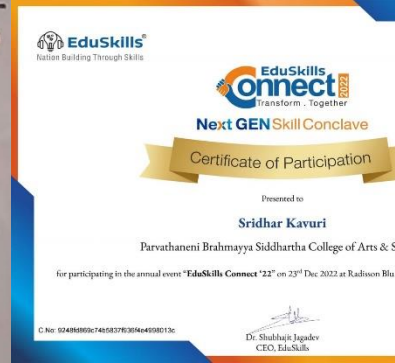 EduSkills®
Nation Building Through Skills
EduSkills
Connect 2022
Transform . Together
Next GEN Skill Conclave
Certificate of Participation
Presented to
Sridhar Kavuri
Parvathaneni Brahmayya Siddhartha College of Arts & S
for participating in the annual event "EduSkills Connect '22" on 23rd Dec 2022 at Radisson Blu
Dr. Shubhajit Jagadev
CEO, EduSkills
C.No: